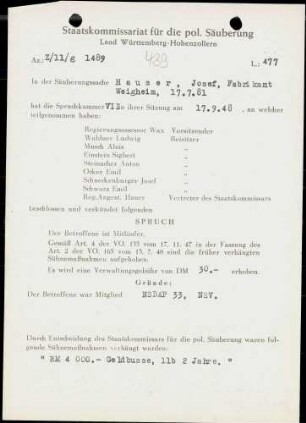 Staatskommissariat für die pol. Säuberung
Land Württemberg-Hohenzollern
Az: Z/11/g 1489
439
L.: 477
In der Säuberungssache Hauser, Josef, Fabrikant
Weigheim, 17.7.81
hat die Spruchkammer VII in ihrer Sitzung am 17.9.48, an welcher
teilgenommen haben:
Regierungsassessor Wax Vorsitzender
Wuhrer Ludwig Beisitzer
Musch Alois "
Einsiern Sigbert "
Steimacher Anton "
Ocker Emil "
Schneckenburger Josef "
Schwarz Emil "
Reg.Angest. Hauer Vertreter des Staatskommissars
beschlossen und verkündet folgenden
SPRUCH
Der Betroffene ist Mitläufer.
Gemäß Art. 4 der VO. 133 vom 17. 11. 47 in der Fassung des
Art. 2 der VO. 165 vom 13. 7. 48 sind die früher verhängten
Sühnemaßnahmen aufgehoben.
Es wird eine Verwaltungsgebühr von DM 30.- erhoben.
Gründe:
Der Betroffene war Mitglied NSDAP 33, NSV.
Durch Entscheidung des Staatskommissars für die pol. Säuberung waren fol-
gende Sühnemaßnahmen verhängt worden:
" RM 4 000.- Geldbusse, 11b 2 Jahre. "